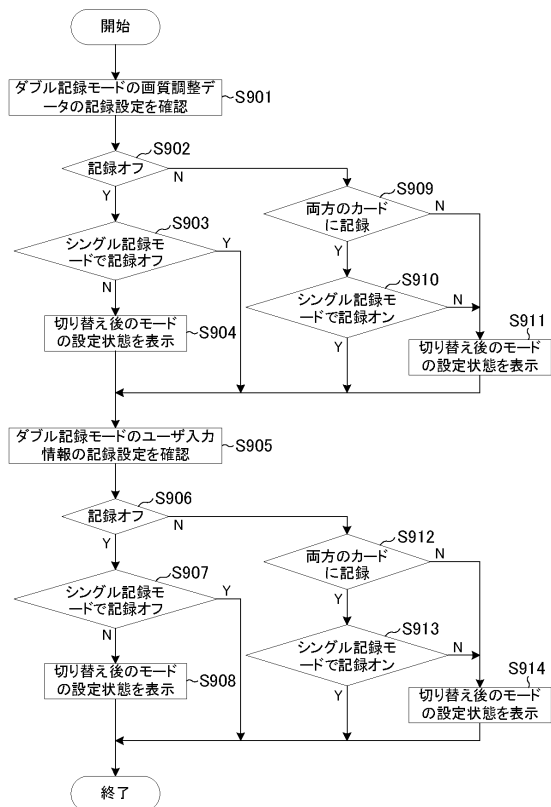 開始
ダブル記録モードの画質調整デ
ータの記録設定を確認
S901
記録オフ
S902
Y
N
シングル記録モ
ードで記録オフ
S903
Y
N
切り替え後のモード
の設定状態を表示
S904
両方のカード
に記録
S909
N
Y
シングル記録モ
ードで記録オン
S910
N
Y
S911
切り替え後のモード
の設定状態を表示
ダブル記録モードのユーザ入力
情報の記録設定を確認
S905
記録オフ
S906
Y
N
シングル記録モ
ードで記録オフ
S907
Y
N
切り替え後のモード
の設定状態を表示
S908
両方のカード
に記録
S912
N
Y
シングル記録モ
ードで記録オン
S913
N
Y
S914
切り替え後のモード
の設定状態を表示
終了